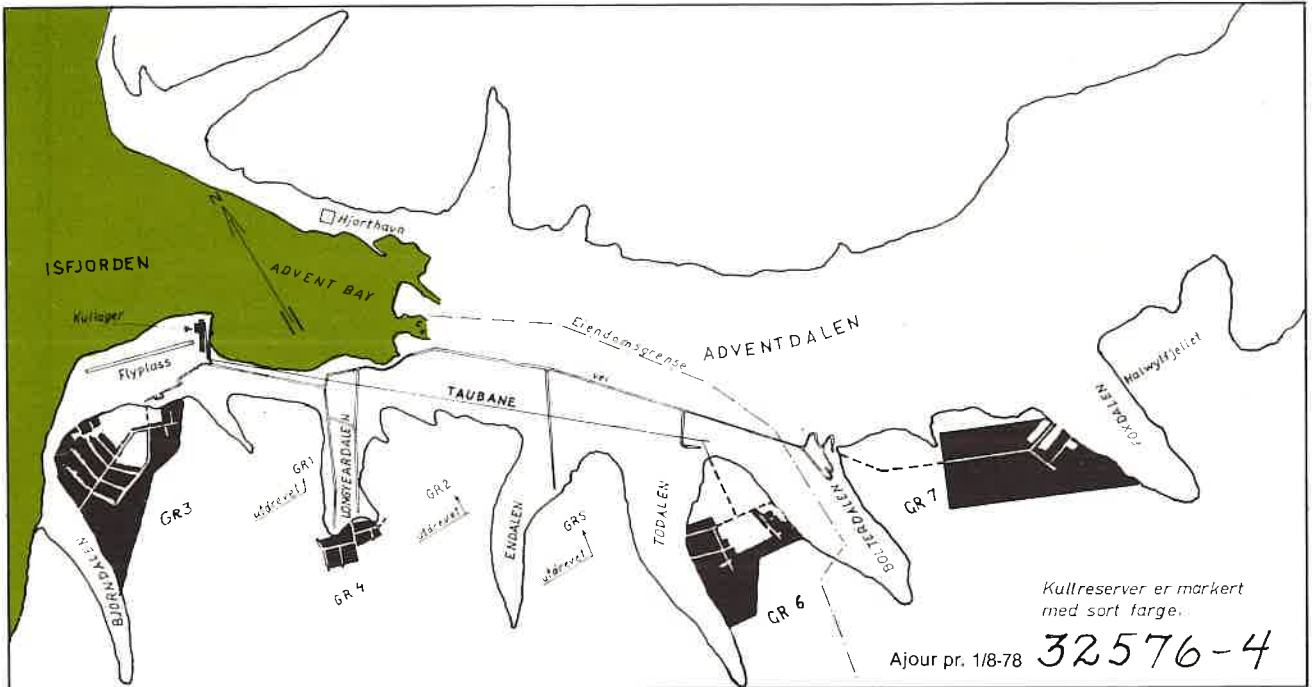 N
Hjorthavn
ISFJORDEN
ADVENT BAY
Kullager
Eiendomsgrense
ADVENTDALEN
Flyplass
TAUBANE
vei
Halwylfjellet
FOXDALEN
GR1
utdrevet
LONGYEARDALEN
GR2
utdrevet
ENDALEN
GR5
utdrevet
TODALEN
BOLTERDALEN
GR 7
GR3
GR 4
BJORNDALEN
GR 6
Kullreserver er markert
med sort farge.
Ajour pr. 1/8-78
32576-4